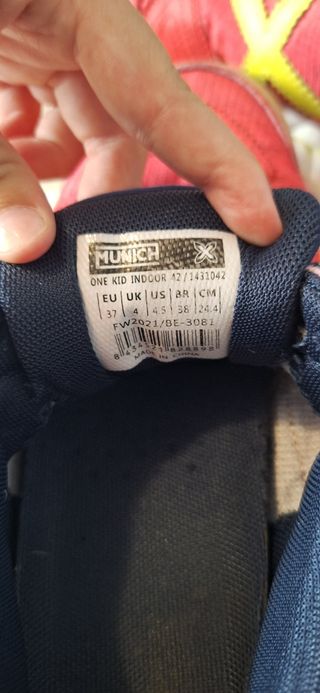 MUNICH
ONE KID INDOOR 42/1431042
EU UK US BR CM
37 4 4.5 38 24.4
FW2021/BE-3081
MADE IN CHINA